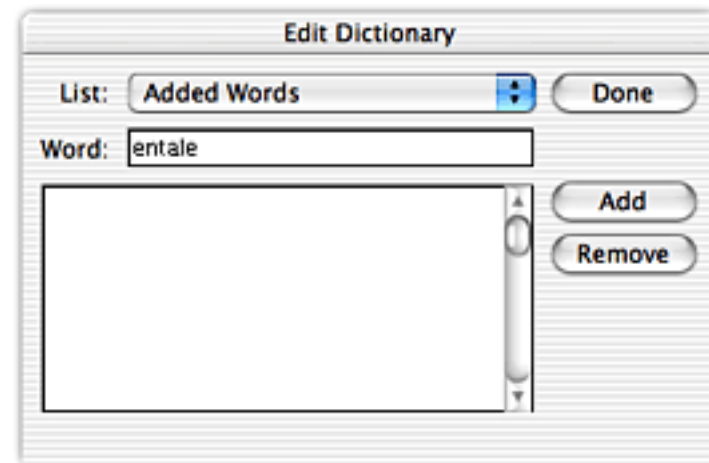 Edit Dictionary
List: Added Words Done
Word: entale
Add
Remove